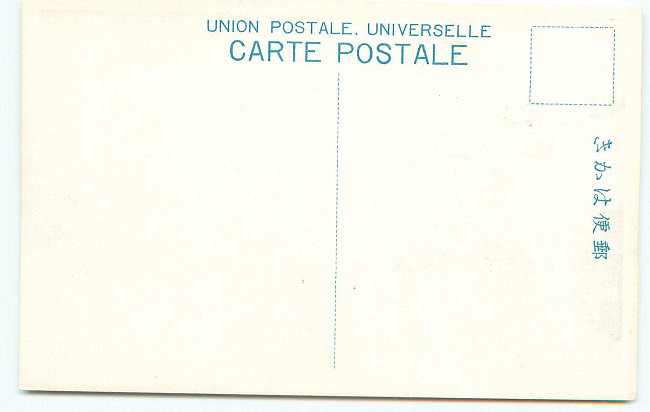 UNION POSTALE. UNIVERSELLE
CARTE POSTALE
きかは便郵